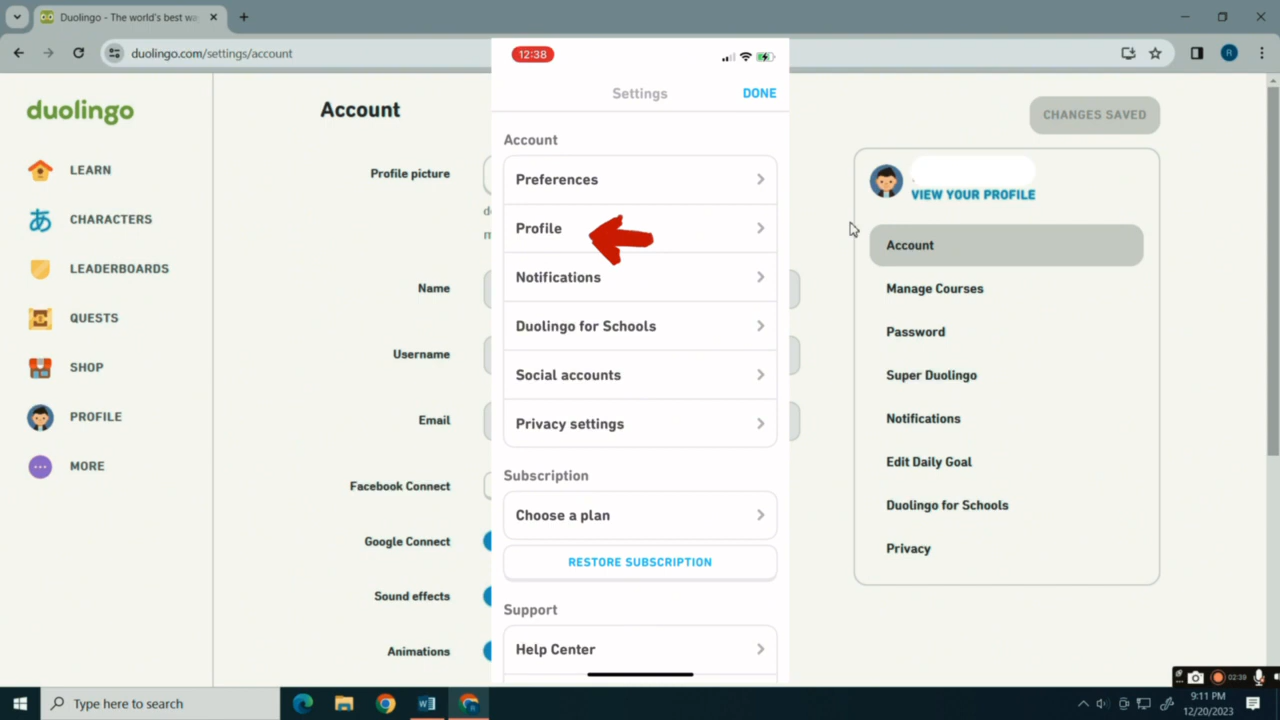 Duolingo - The world's best wa
duolingo.com/settings/account
duolingo
LEARN
CHARACTERS
LEADERBOARDS
QUESTS
SHOP
PROFILE
MORE
Account
Profile picture
Name
Username
Email
Facebook Connect
Google Connect
Sound effects
Animations
12:38
Settings
DONE
Account
Preferences
Profile
Notifications
Duolingo for Schools
Social accounts
Privacy settings
Subscription
Choose a plan
RESTORE SUBSCRIPTION
Support
Help Center
CHANGES SAVED
VIEW YOUR PROFILE
Account
Manage Courses
Password
Super Duolingo
Notifications
Edit Daily Goal
Duolingo for Schools
Privacy
R
あ
02:39
Type here to search
9:11 PM
12/20/2023